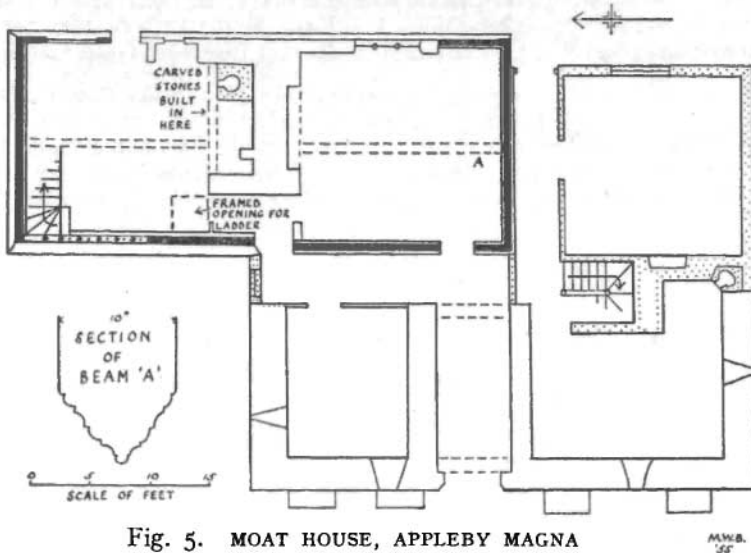 CARVED
STONES
BUILT
IN
HERE
FRAMED
OPENING FOR
LADDER
A
10"
SECTION
OF
BEAM 'A'
0 5 10 15
SCALE OF FEET
Fig. 5. MOAT HOUSE, APPLEBY MAGNA
M.W.B.
'55